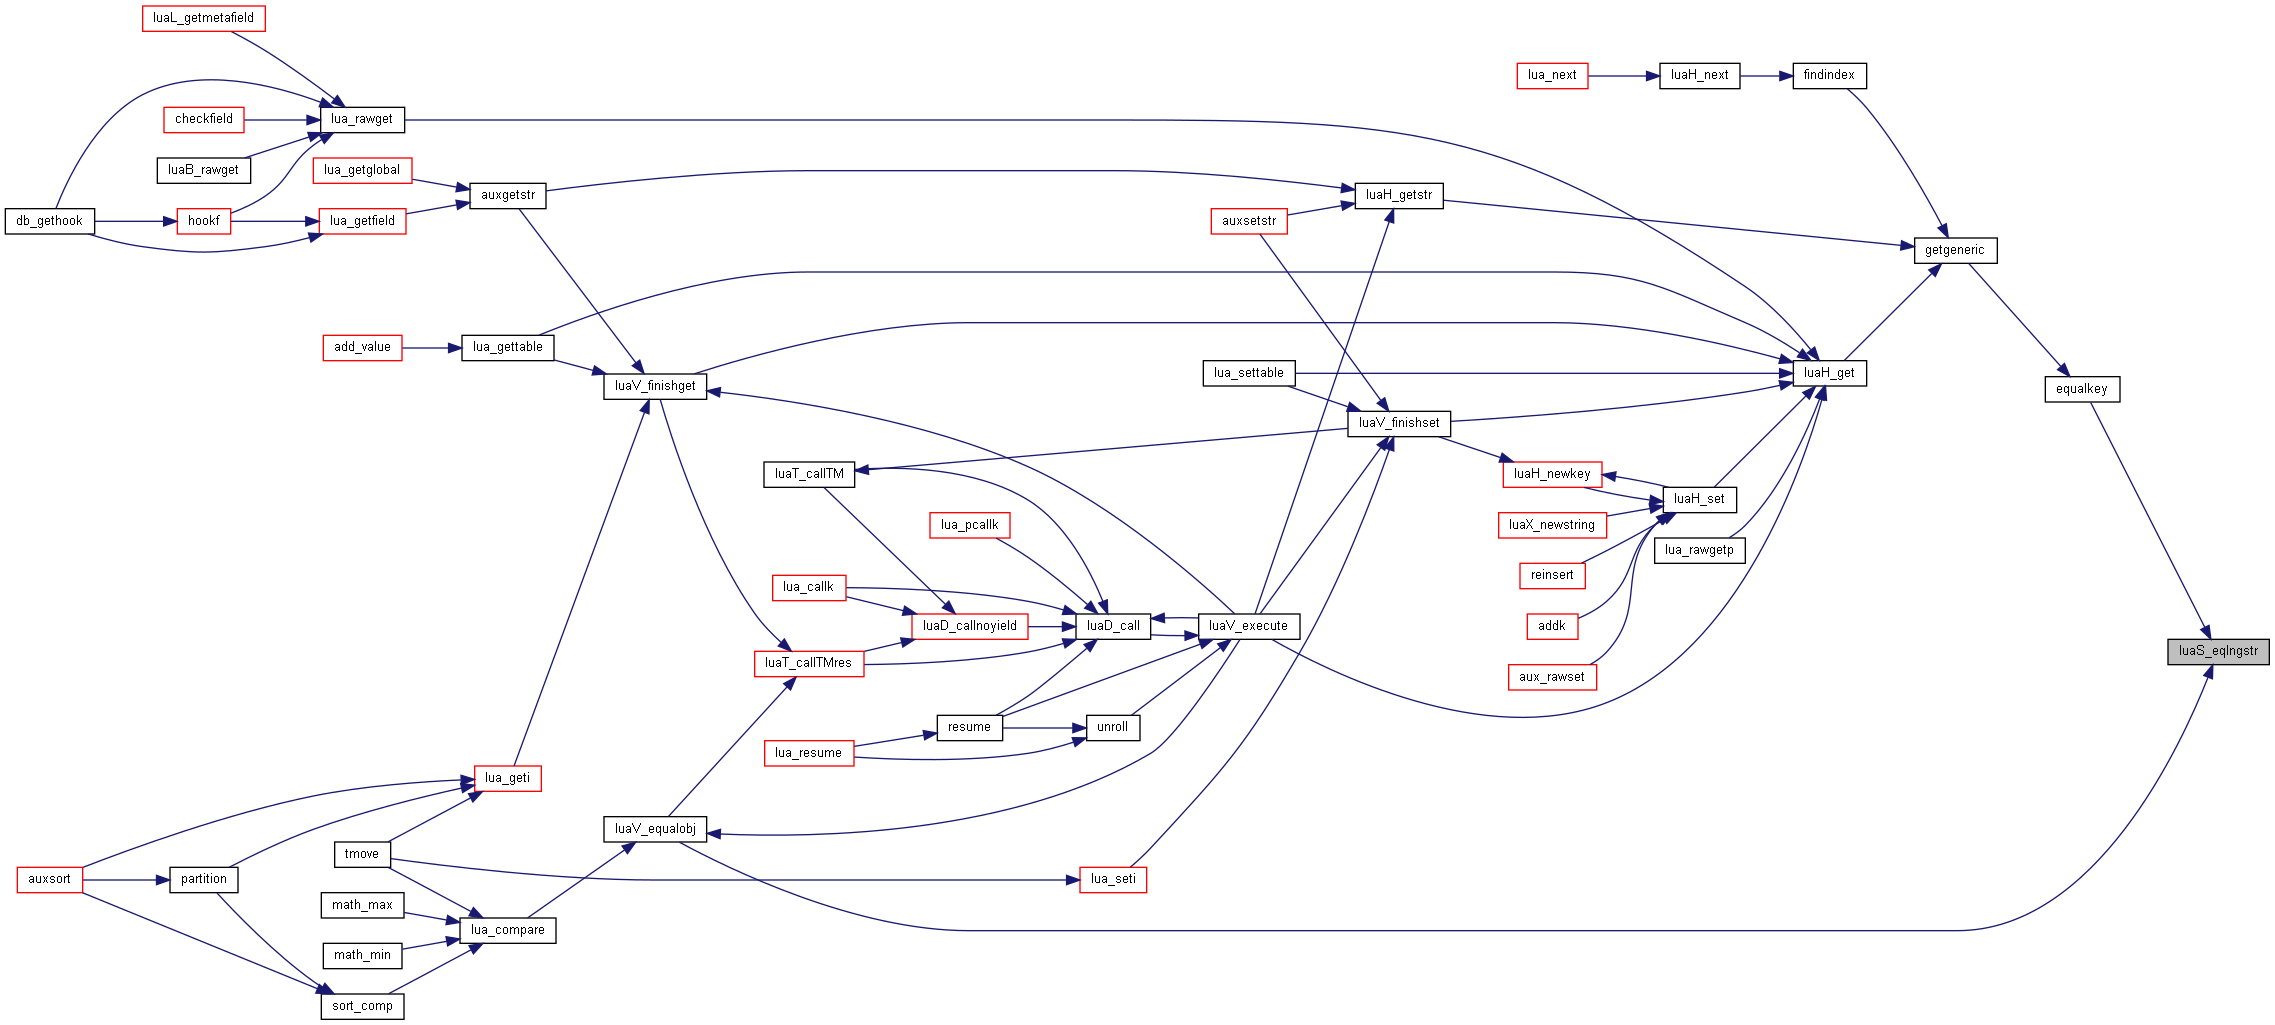 luaL_getmetafield
lua_next
luaH_next
findindex
checkfield
lua_rawget
luaB_rawget
lua_getglobal
auxgetstr
luaH_getstr
db_gethook
hookf
lua_getfield
auxsetstr
getgeneric
add_value
lua_gettable
luaV_finishget
lua_settable
luaH_get
equalkey
luaV_finishset
luaT_callTM
luaH_newkey
luaH_set
lua_pcallk
luaX_newstring
lua_rawgetp
reinsert
lua_callk
luaD_callnoyield
luaD_call
luaV_execute
addk
luaS_eqlngstr
luaT_callTMres
aux_rawset
resume
unroll
lua_resume
lua_geti
luaV_equalobj
tmove
auxsort
partition
lua_seti
math_max
lua_compare
math_min
sort_comp